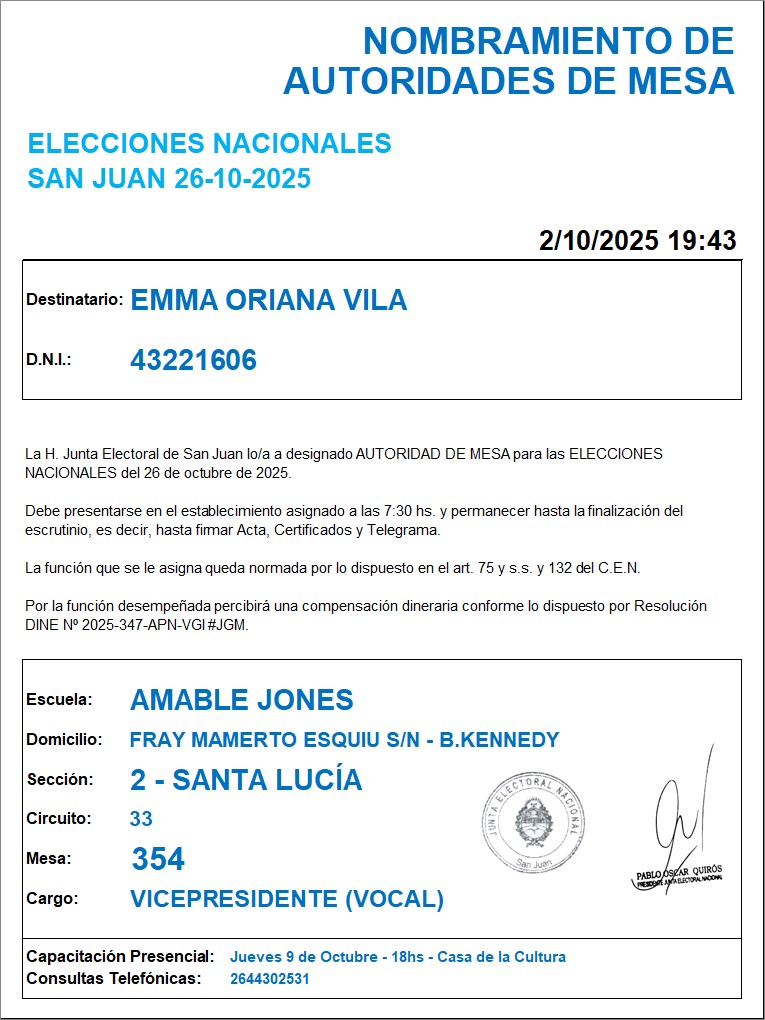 NOMBRAMIENTO DE
AUTORIDADES DE MESA
ELECCIONES NACIONALES
SAN JUAN 26-10-2025
2/10/2025 19:43
Destinatario: EMMA ORIANA VILA
D.N.I.: 43221606
La H. Junta Electoral de San Juan lo/a a designado AUTORIDAD DE MESA para las ELECCIONES
NACIONALES del 26 de octubre de 2025.
Debe presentarse en el establecimiento asignado a las 7:30 hs. y permanecer hasta la finalización del
escrutinio, es decir, hasta firmar Acta, Certificados y Telegrama.
La función que se le asigna queda normada por lo dispuesto en el art. 75 y s.s. y 132 del C.E.N.
Por la función desempeñada percibirá una compensación dineraria conforme lo dispuesto por Resolución
DINE Nº 2025-347-APN-VGI#JGM.
Escuela: AMABLE JONES
Domicilio: FRAY MAMERTO ESQUIU S/N - B.KENNEDY
Sección: 2 - SANTA LUCÍA
Circuito: 33
Mesa: 354
Cargo: VICEPRESIDENTE (VOCAL)
JUNTA ELECTORAL NACIONAL
San Juan
PABLO OSCAR QUIRÓS
PRESIDENTE JUNTA ELECTORAL NACIONAL
Capacitación Presencial: Jueves 9 de Octubre - 18hs - Casa de la Cultura
Consultas Telefónicas: 2644302531